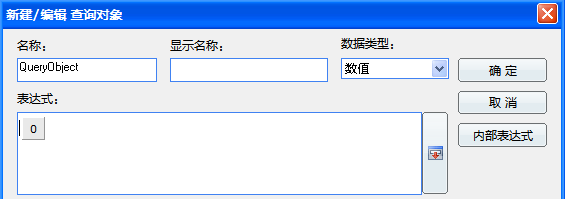 新建/编辑 查询对象
名称：
显示名称：
数据类型：
QueryObject
数值
确 定
表达式：
取 消
0
内部表达式